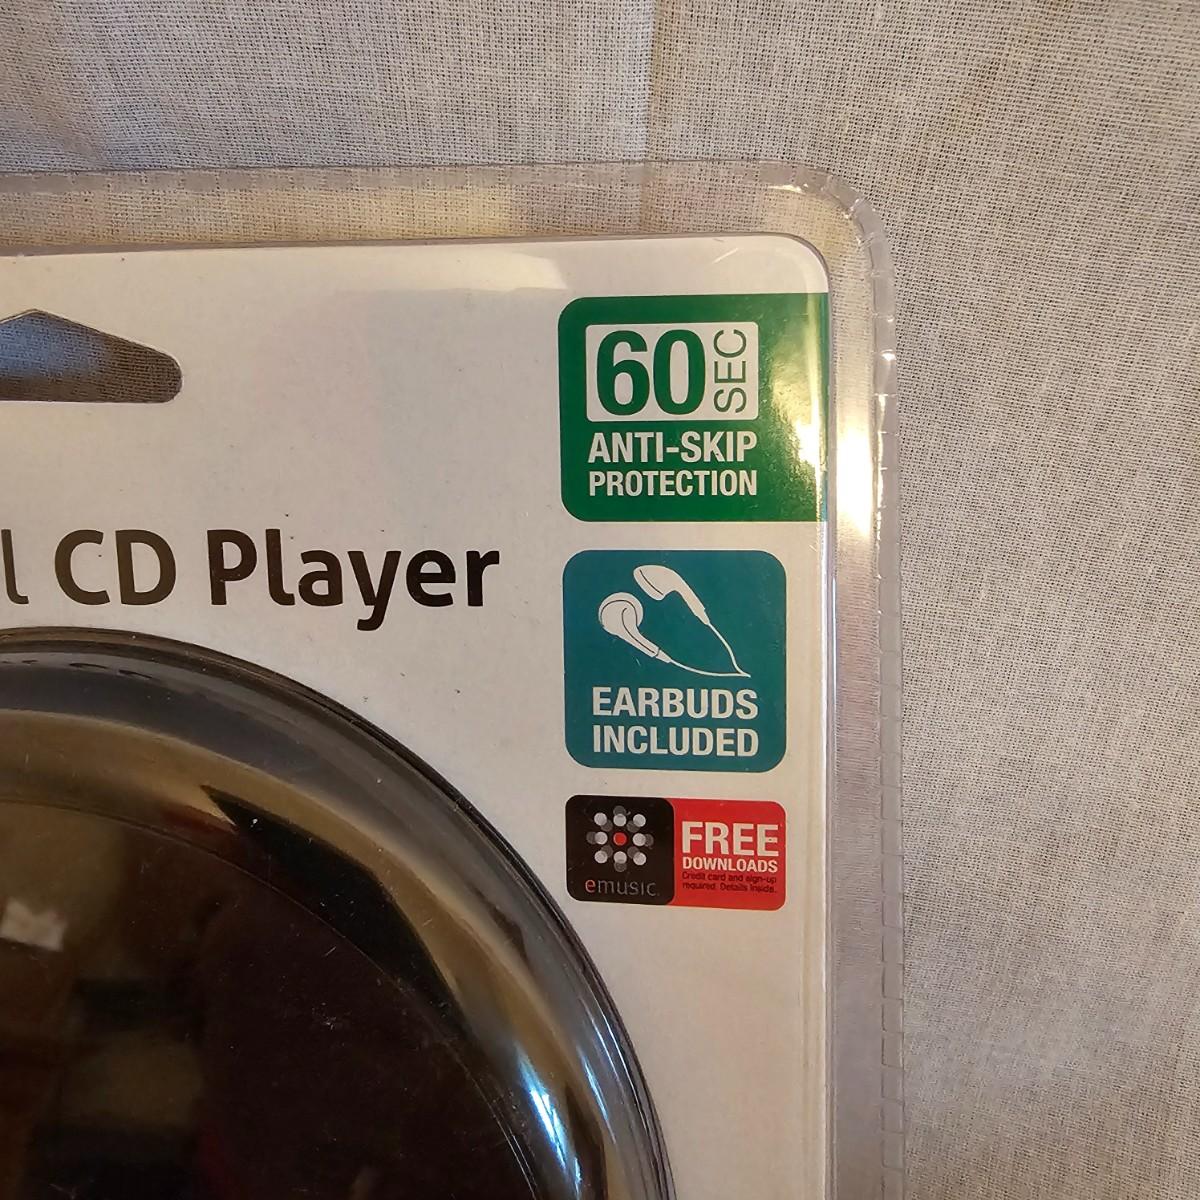 60 SEC
ANTI-SKIP
PROTECTION
l CD Player
EARBUDS
INCLUDED
emusic
FREE
DOWNLOADS
Credit card and sign-up
required. Details inside.